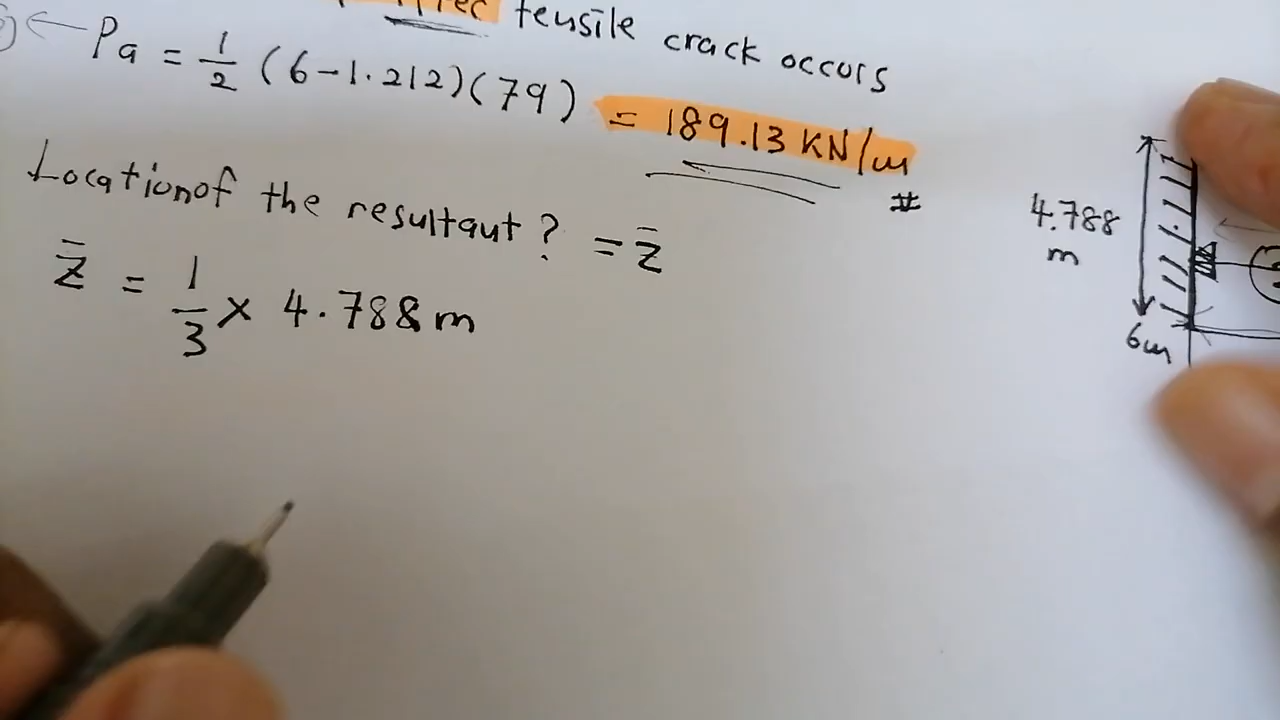 tensile crack occurs
Pa = 1/2 (6-1.212)(79) = 189.13 KN/m
#
Location of the resultant? = z̄
z̄ = 1/3 × 4.788 m
4.788
m
6m